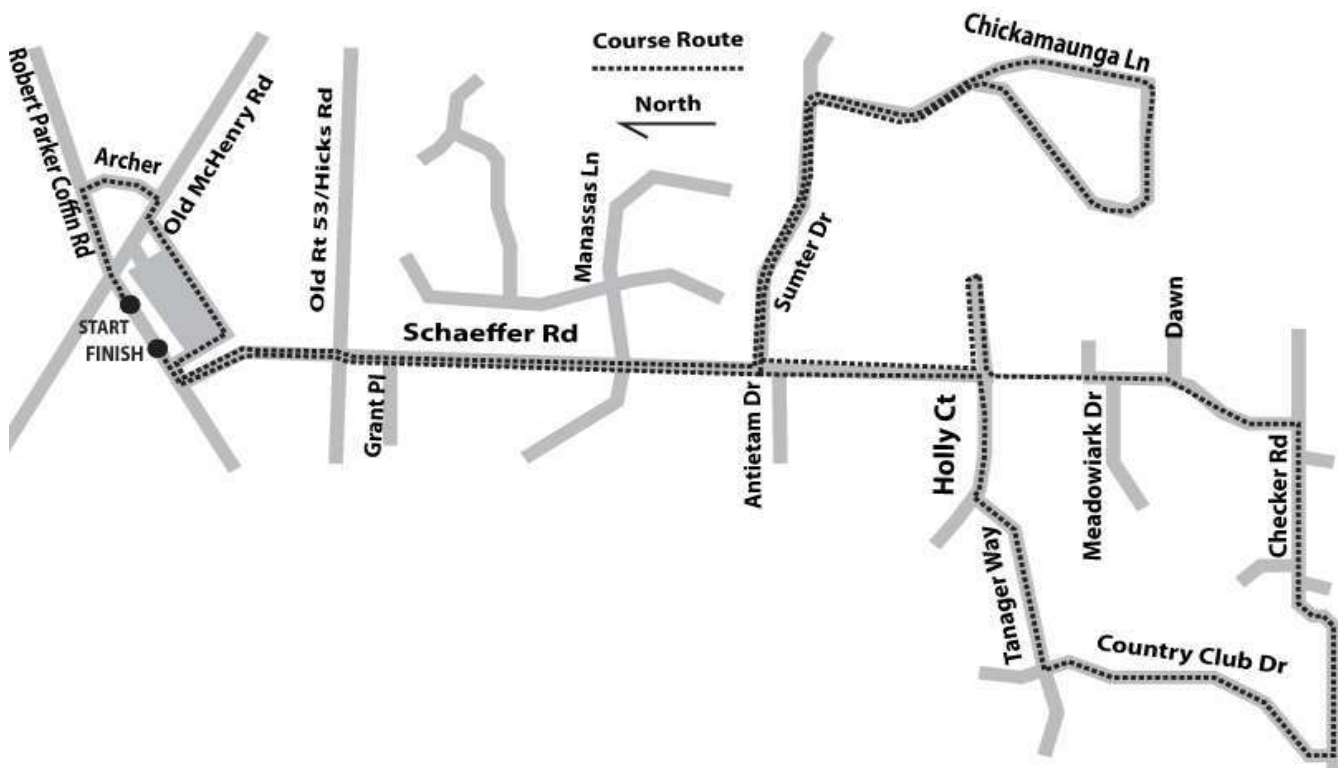 Course Route
North
Chickamaunga Ln
Robert Parker Coffin Rd
Archer
Old McHenry Rd
Old Rt 53/Hicks Rd
Manassas Ln
Sumter Dr
START
FINISH
Schaeffer Rd
Grant Pl
Antietam Dr
Holly Ct
Dawn
Meadowiark Dr
Checker Rd
Tanager Way
Country Club Dr